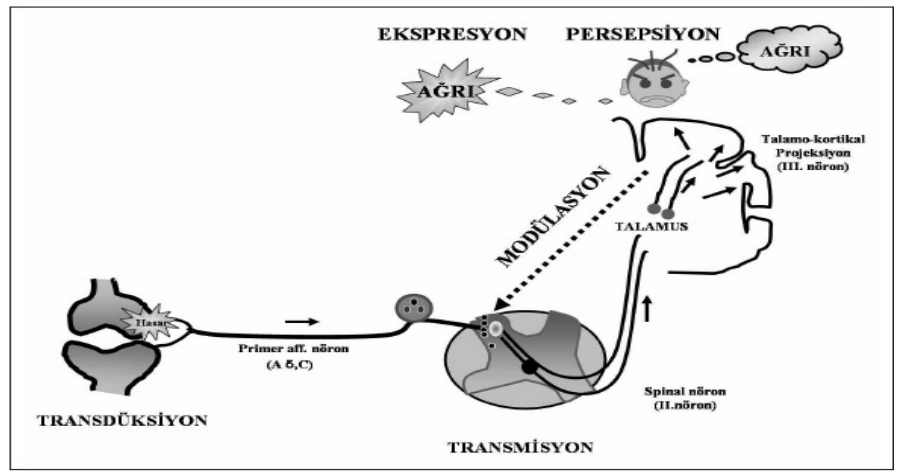 EKSPRESYON PERSEPSİYON
AĞRI
AĞRI
Talamo-kortikal
Projeksiyon
(III. nöron)
MODÜLASYON
TALAMUS
Hasar
Primer aff. nöron
(A δ,C)
Spinal nöron
(II.nöron)
TRANSDÜKSİYON
TRANSMİSYON